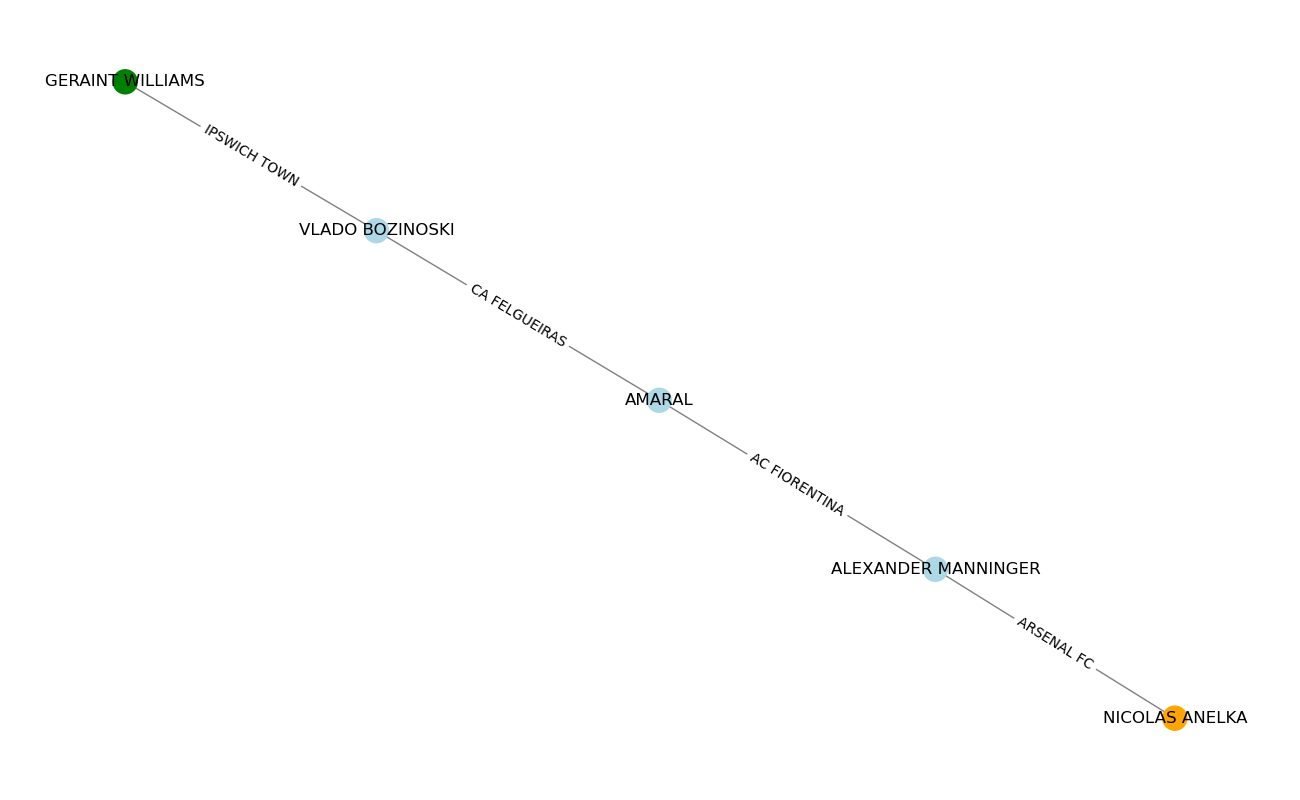 GERAINT WILLIAMS
IPSWICH TOWN
VLADO BOZINOSKI
CA FELGUEIRAS
AMARAL
AC FIORENTINA
ALEXANDER MANNINGER
ARSENAL FC
NICOLAS ANELKA